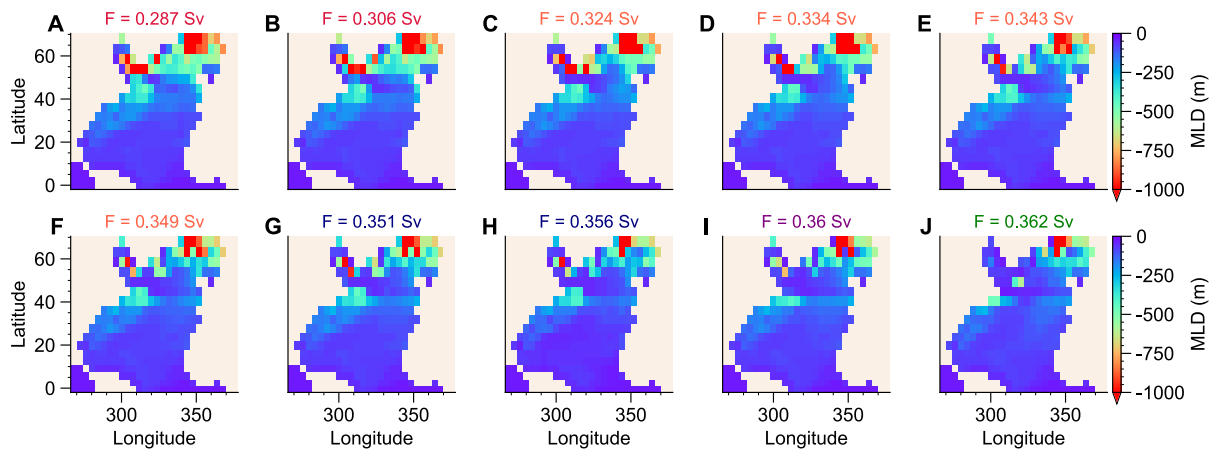 A F = 0.287 Sv B F = 0.306 Sv C F = 0.324 Sv D F = 0.334 Sv E F = 0.343 Sv
Latitude
60
40
20
0
0
-250
-500
-750
-1000
MLD (m)
F F = 0.349 Sv G F = 0.351 Sv H F = 0.356 Sv I F = 0.36 Sv J F = 0.362 Sv
Latitude
60
40
20
0
0
-250
-500
-750
-1000
MLD (m)
300 350 300 350 300 350 300 350 300 350
Longitude Longitude Longitude Longitude Longitude